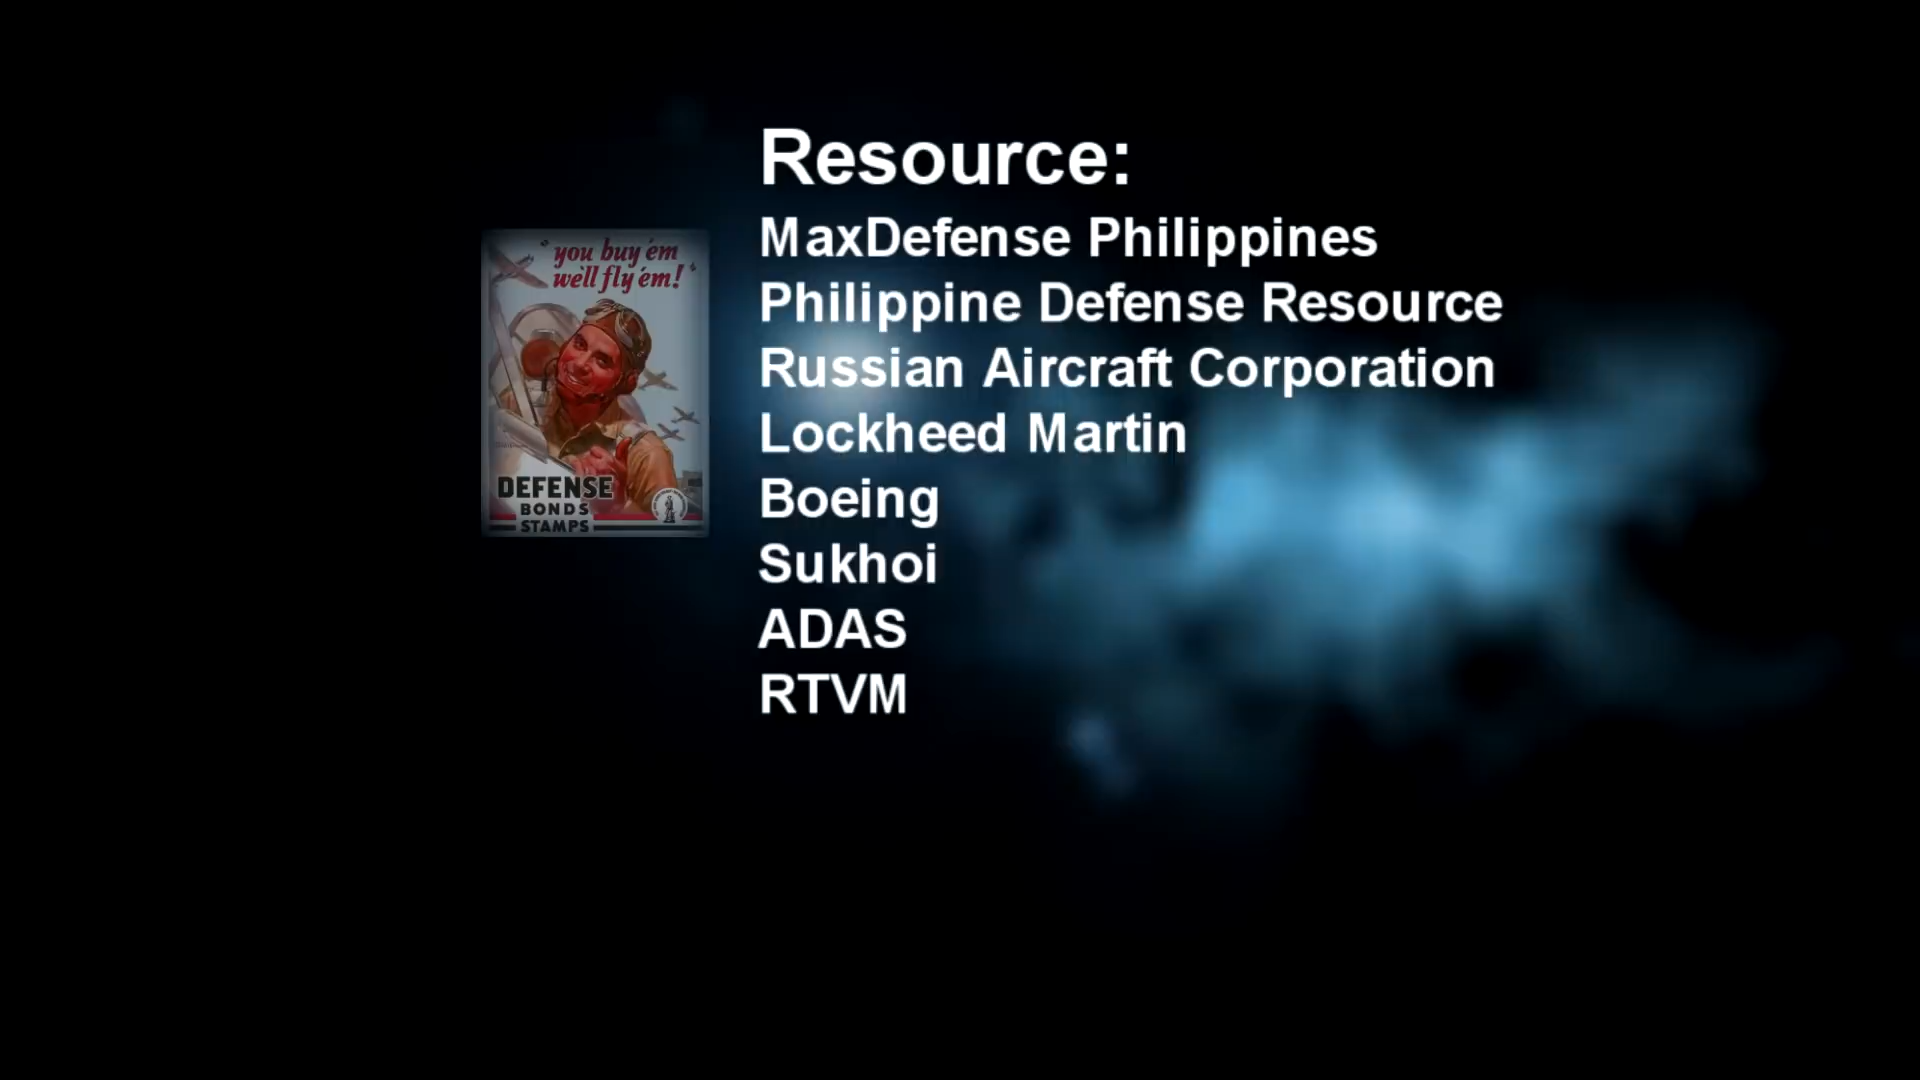 Resource:
MaxDefense Philippines
Philippine Defense Resource
Russian Aircraft Corporation
Lockheed Martin
Boeing
Sukhoi
ADAS
RTVM
"you buy 'em
we'll fly 'em!"
DEFENSE
BONDS
STAMPS